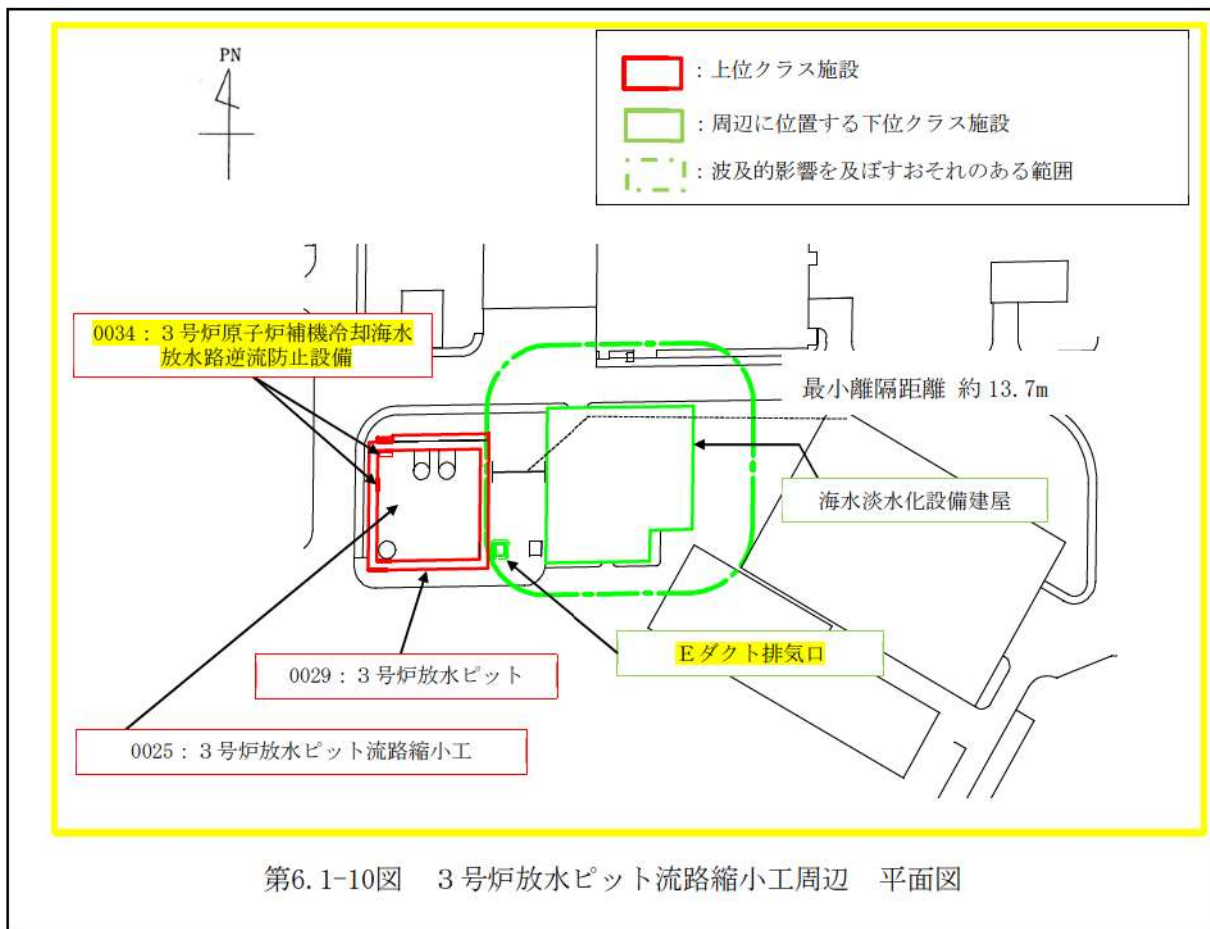 PN
：上位クラス施設
：周辺に位置する下位クラス施設
：波及的影響を及ぼすおそれのある範囲
0034：３号炉原子炉補機冷却海水
放水路逆流防止設備
最小離隔距離 約 13.7m
海水淡水化設備建屋
Ｅダクト排気口
0029：３号炉放水ピット
0025：３号炉放水ピット流路縮小工
第6.1-10図　３号炉放水ピット流路縮小工周辺　平面図